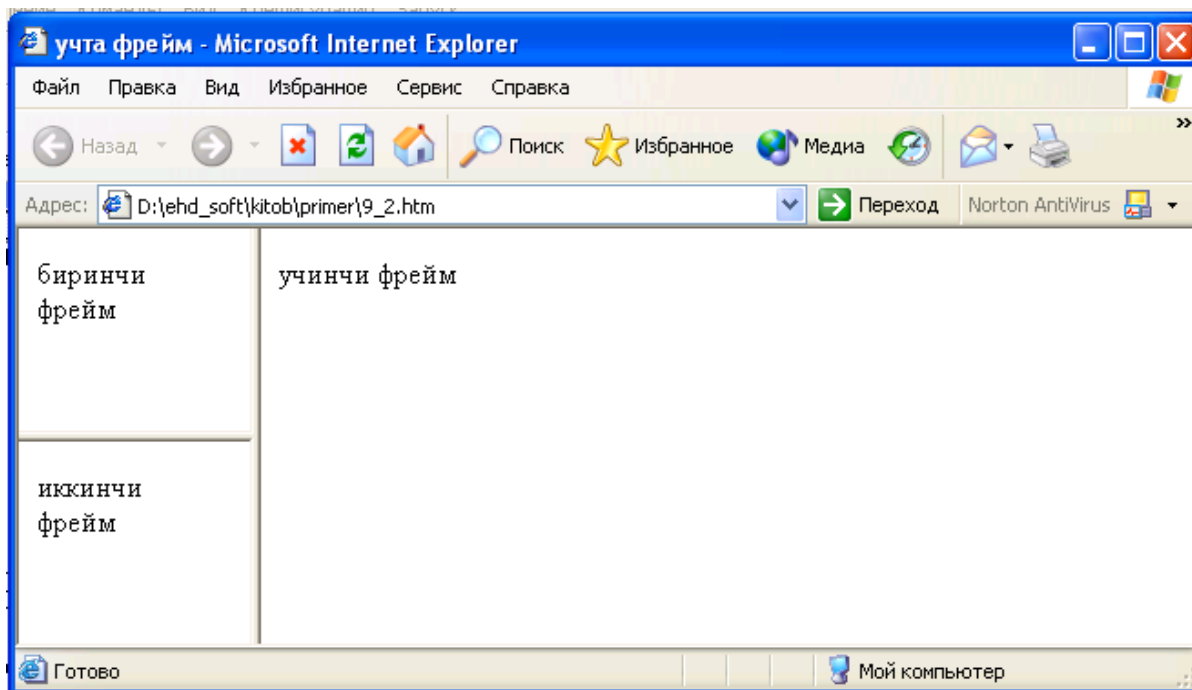 учта фрейм - Microsoft Internet Explorer
Файл Правка Вид Избранное Сервис Справка
Назад Поиск Избранное Медиа »
Адрес: D:\ehd_soft\kitob\primer\9_2.htm Переход Norton AntiVirus
биринчи
фрейм
иккинчи
фрейм
учинчи фрейм
Готово Мой компьютер